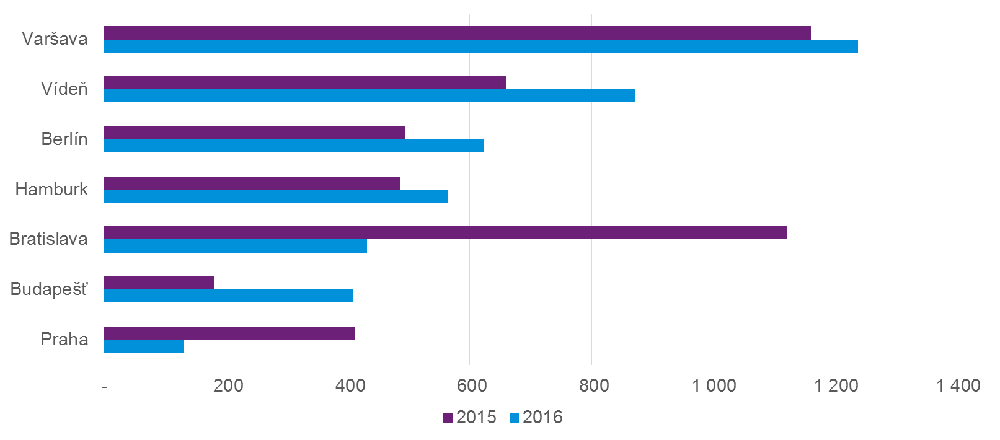 Varšava
Vídeň
Berlín
Hamburk
Bratislava
Budapešť
Praha
- 200 400 600 800 1 000 1 200 1 400
2015 2016